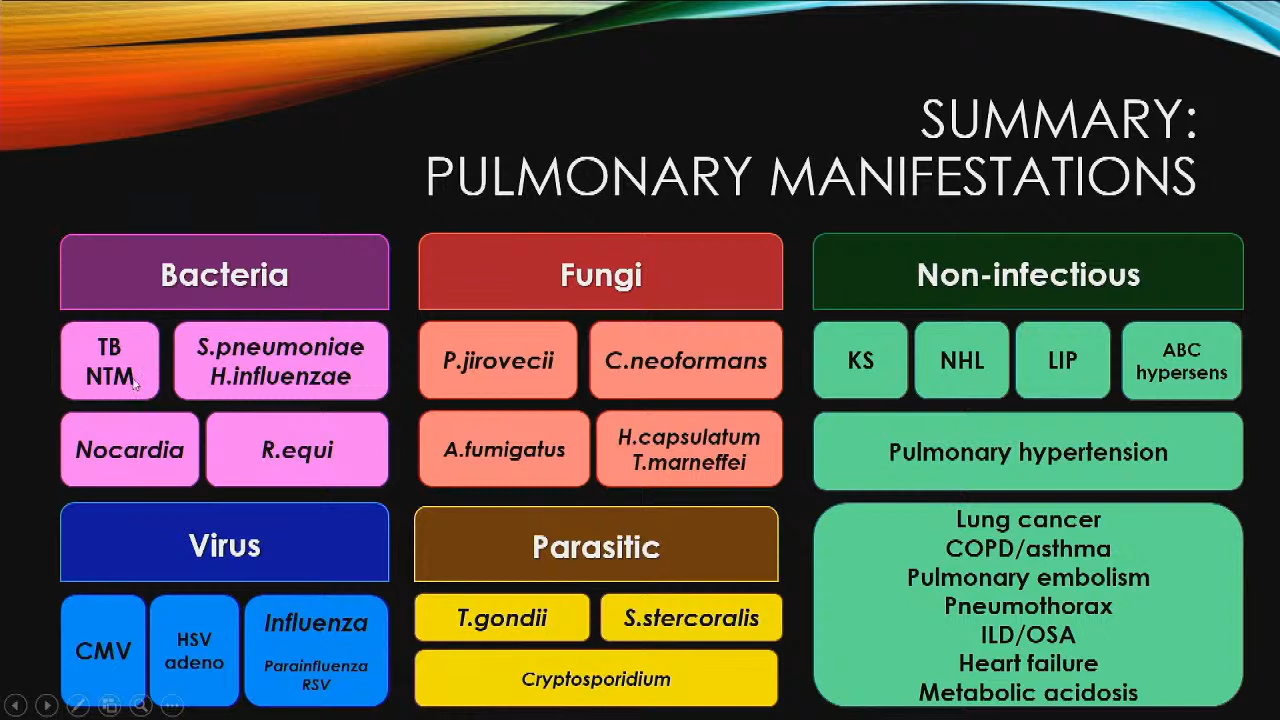 SUMMARY:
PULMONARY MANIFESTATIONS
Bacteria
TB
NTM
S.pneumoniae
H.influenzae
Nocardia
R.equi
Fungi
P.jirovecii
C.neoformans
A.fumigatus
H.capsulatum
T.marneffei
Non-infectious
KS
NHL
LIP
ABC
hypersens
Pulmonary hypertension
Lung cancer
COPD/asthma
Pulmonary embolism
Pneumothorax
ILD/OSA
Heart failure
Metabolic acidosis
Virus
CMV
HSV
adeno
Influenza
Parainfluenza
RSV
Parasitic
T.gondii
S.stercoralis
Cryptosporidium